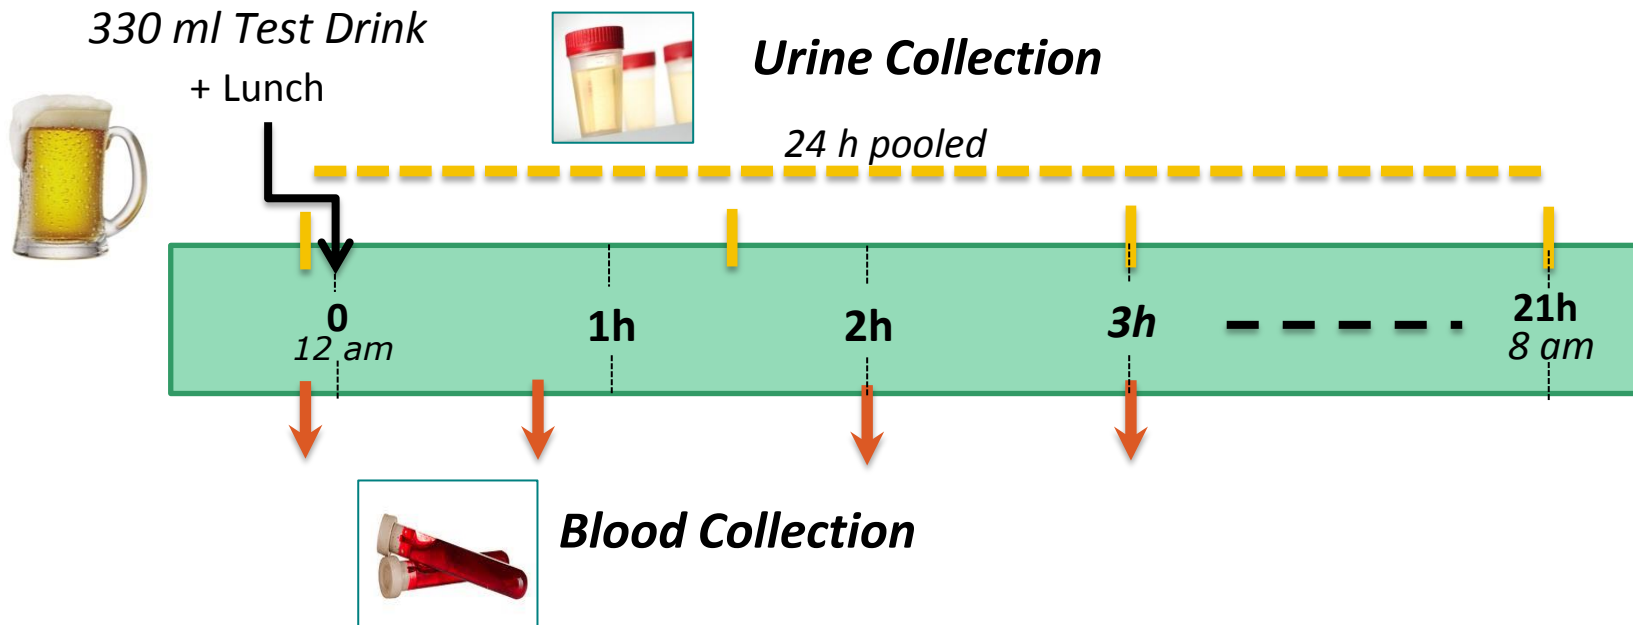 330 ml Test Drink
+ Lunch
Urine Collection
24 h pooled
0
12 am
1h
2h
3h
21h
8 am
Blood Collection